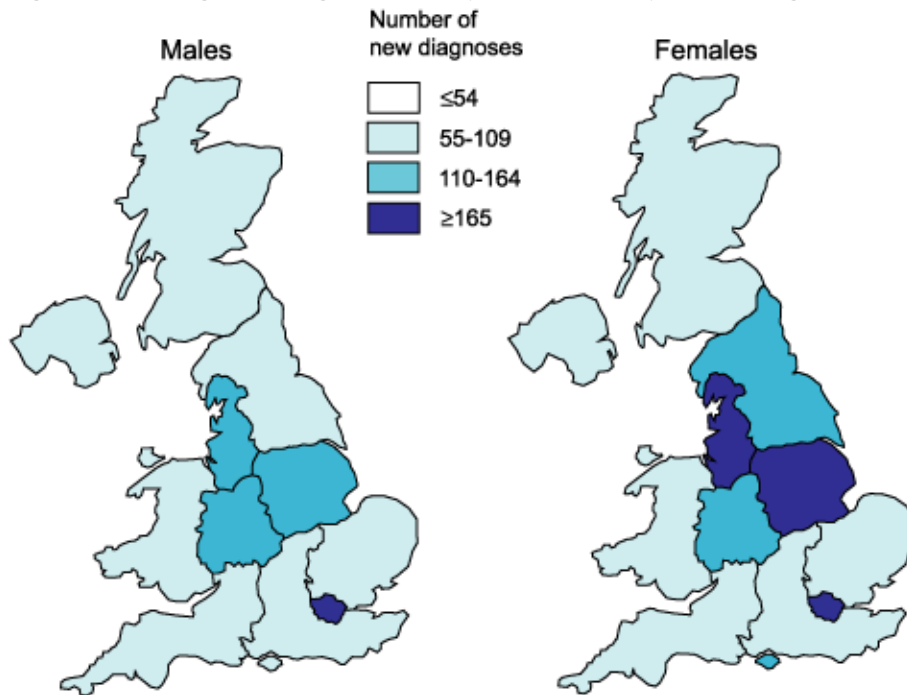 Number of
new diagnoses
Males
Females
≤54
55-109
110-164
≥165